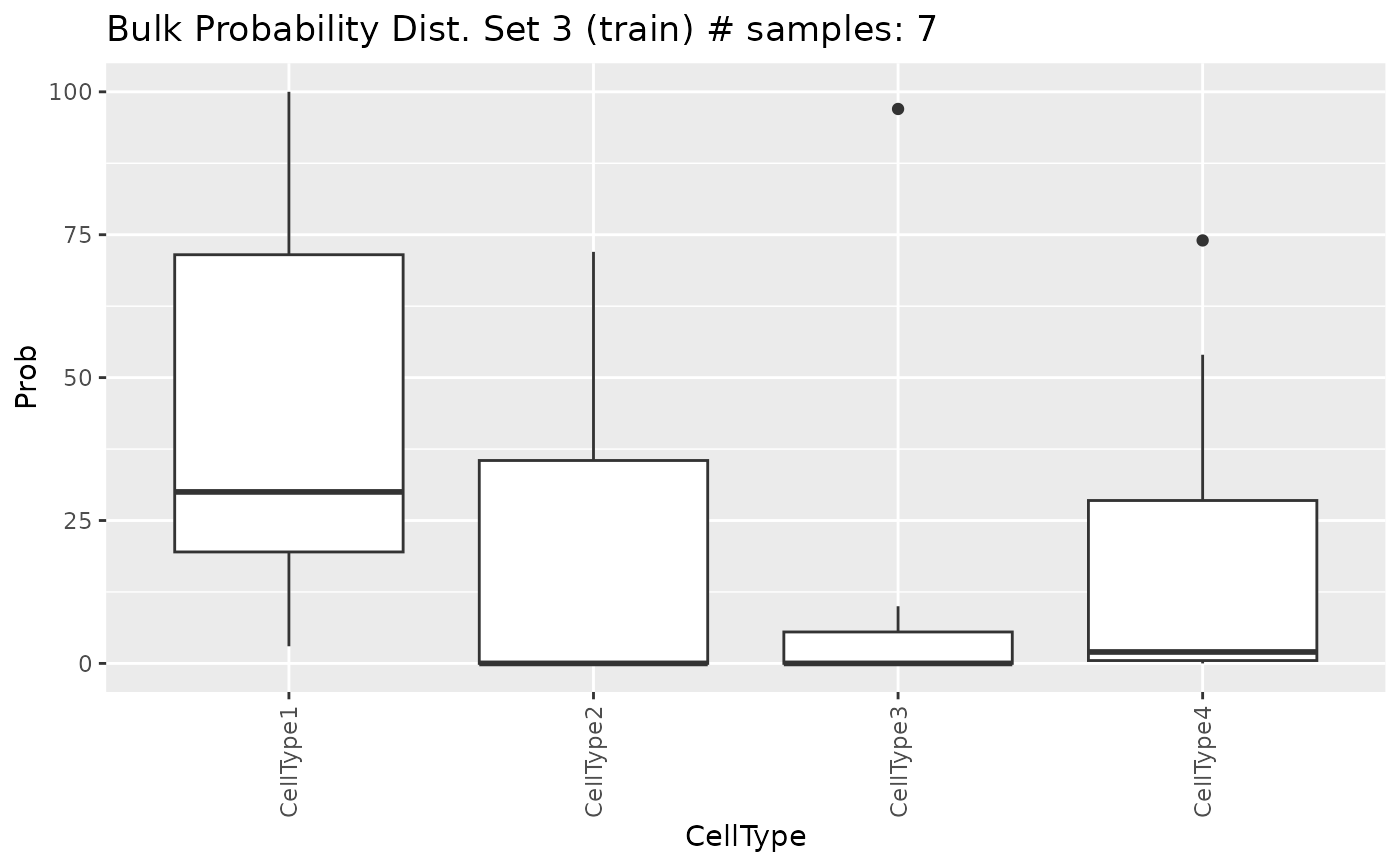 Bulk Probability Dist. Set 3 (train) # samples: 7
Prob
100
75
50
25
0
CellType1
CellType2
CellType3
CellType4
CellType